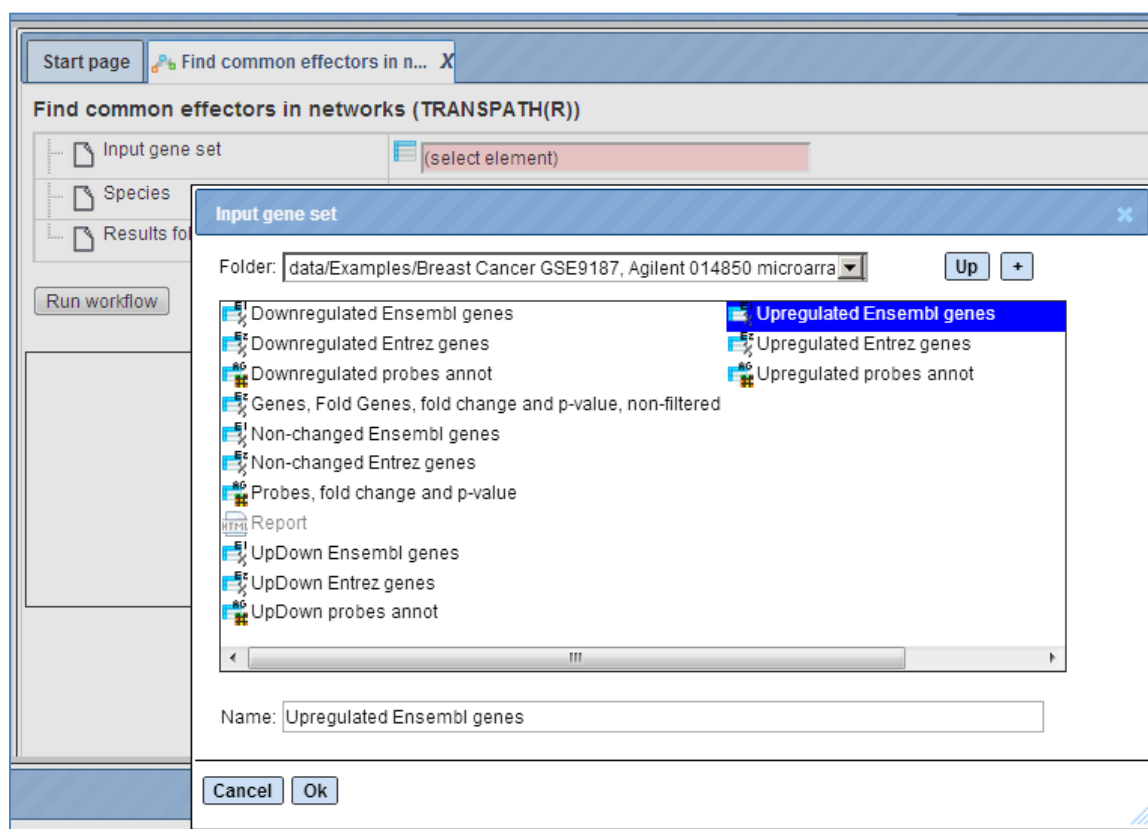 Start page
Find common effectors in n... X
Find common effectors in networks (TRANSPATH(R))
Input gene set
(select element)
Species
Results fol
Run workflow
Input gene set
Folder: data/Examples/Breast Cancer GSE9187, Agilent 014850 microarra
Up
+
Downregulated Ensembl genes
Downregulated Entrez genes
Downregulated probes annot
Genes, Fold Genes, fold change and p-value, non-filtered
Non-changed Ensembl genes
Non-changed Entrez genes
Probes, fold change and p-value
Report
UpDown Ensembl genes
UpDown Entrez genes
UpDown probes annot
Upregulated Ensembl genes
Upregulated Entrez genes
Upregulated probes annot
Name: Upregulated Ensembl genes
Cancel
Ok